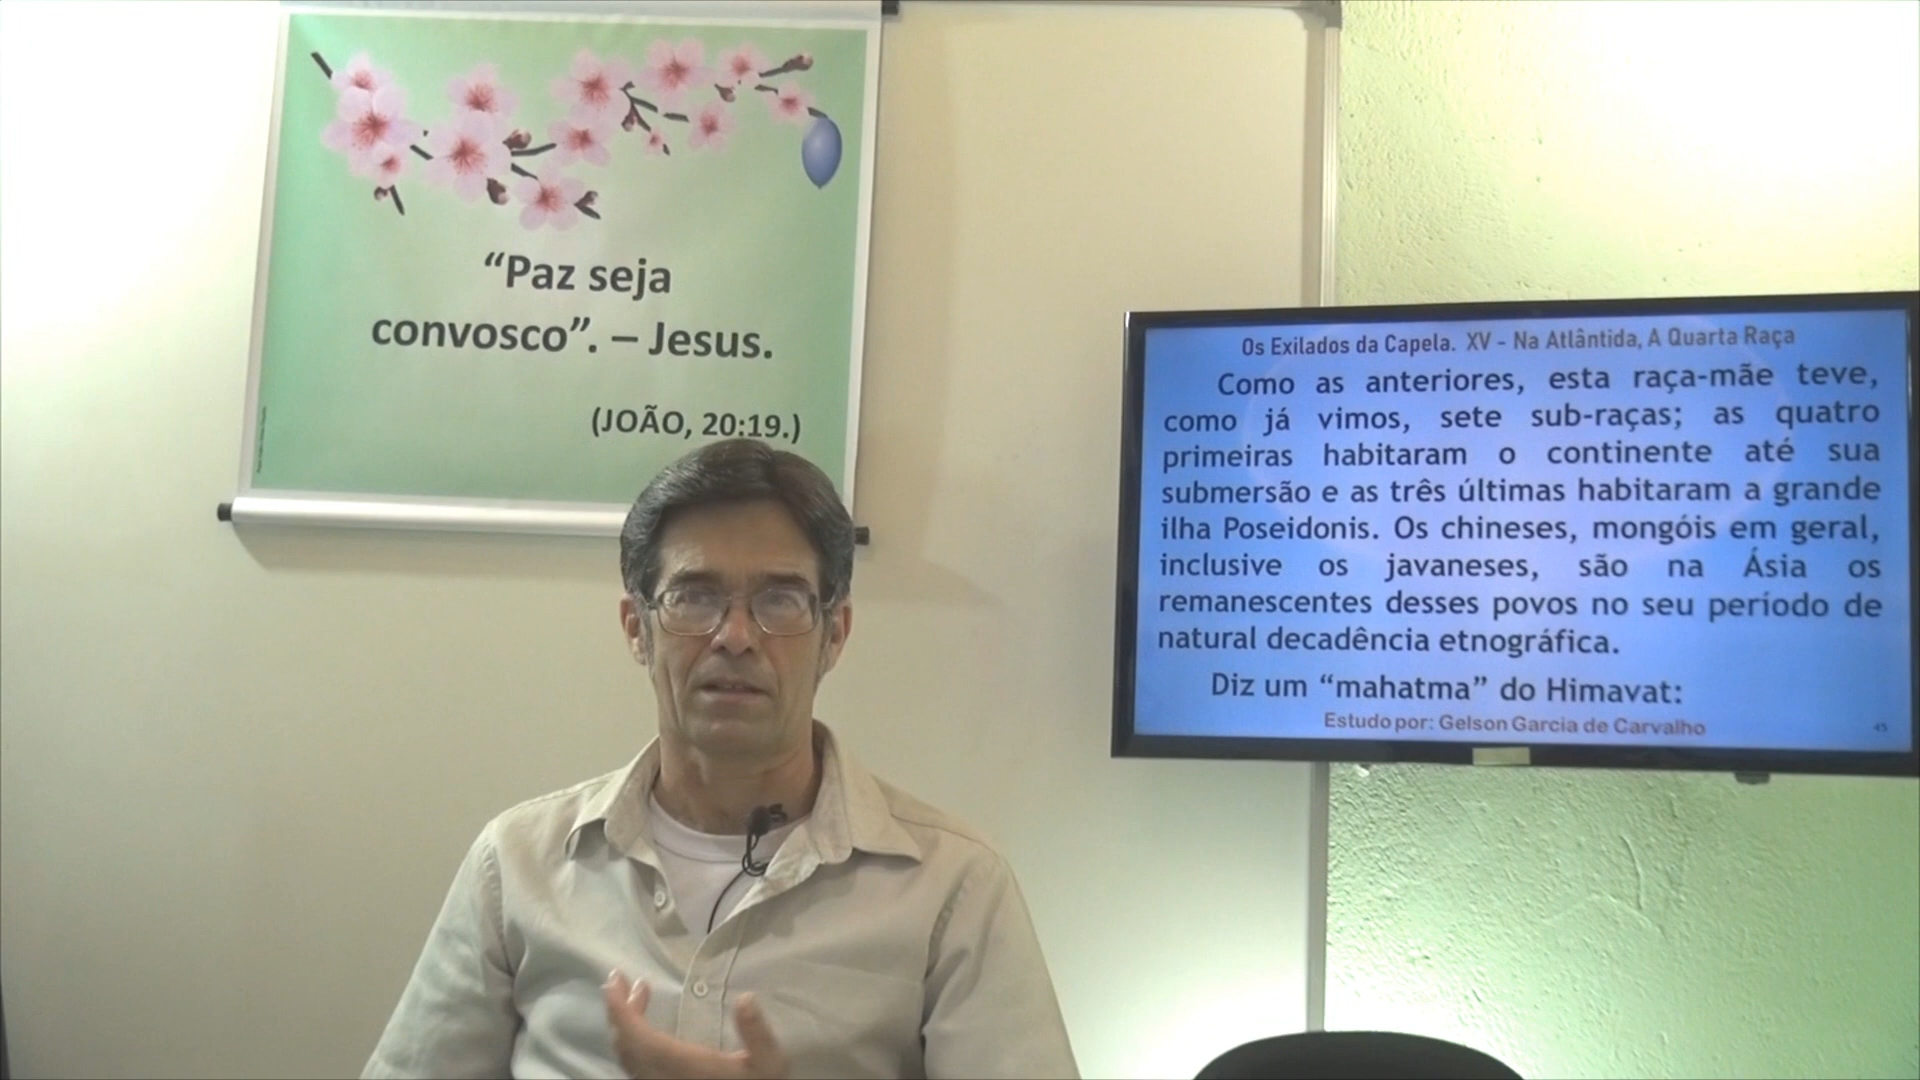 “Paz seja
convosco”. – Jesus.
(JOÃO, 20:19.)
Os Exilados da Capela. XV - Na Atlântida, A Quarta Raça
Como as anteriores, esta raça-mãe teve,
como já vimos, sete sub-raças; as quatro
primeiras habitaram o continente até sua
submersão e as três últimas habitaram a grande
ilha Poseidonis. Os chineses, mongóis em geral,
inclusive os javaneses, são na Ásia os
remanescentes desses povos no seu período de
natural decadência etnográfica.
Diz um “mahatma” do Himavat:
Estudo por: Gelson Garcia de Carvalho
45